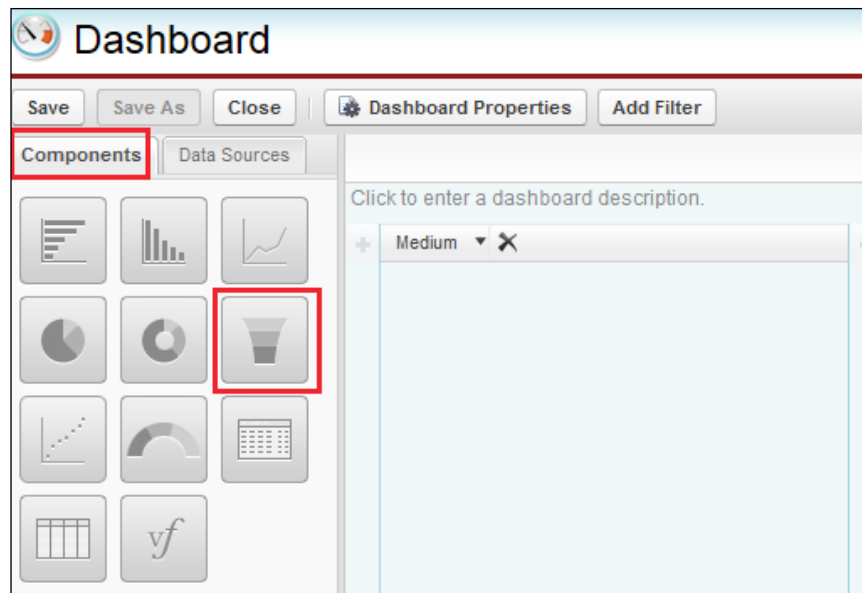 Dashboard
Save Save As Close Dashboard Properties Add Filter
Components Data Sources
Click to enter a dashboard description.
Medium
vf